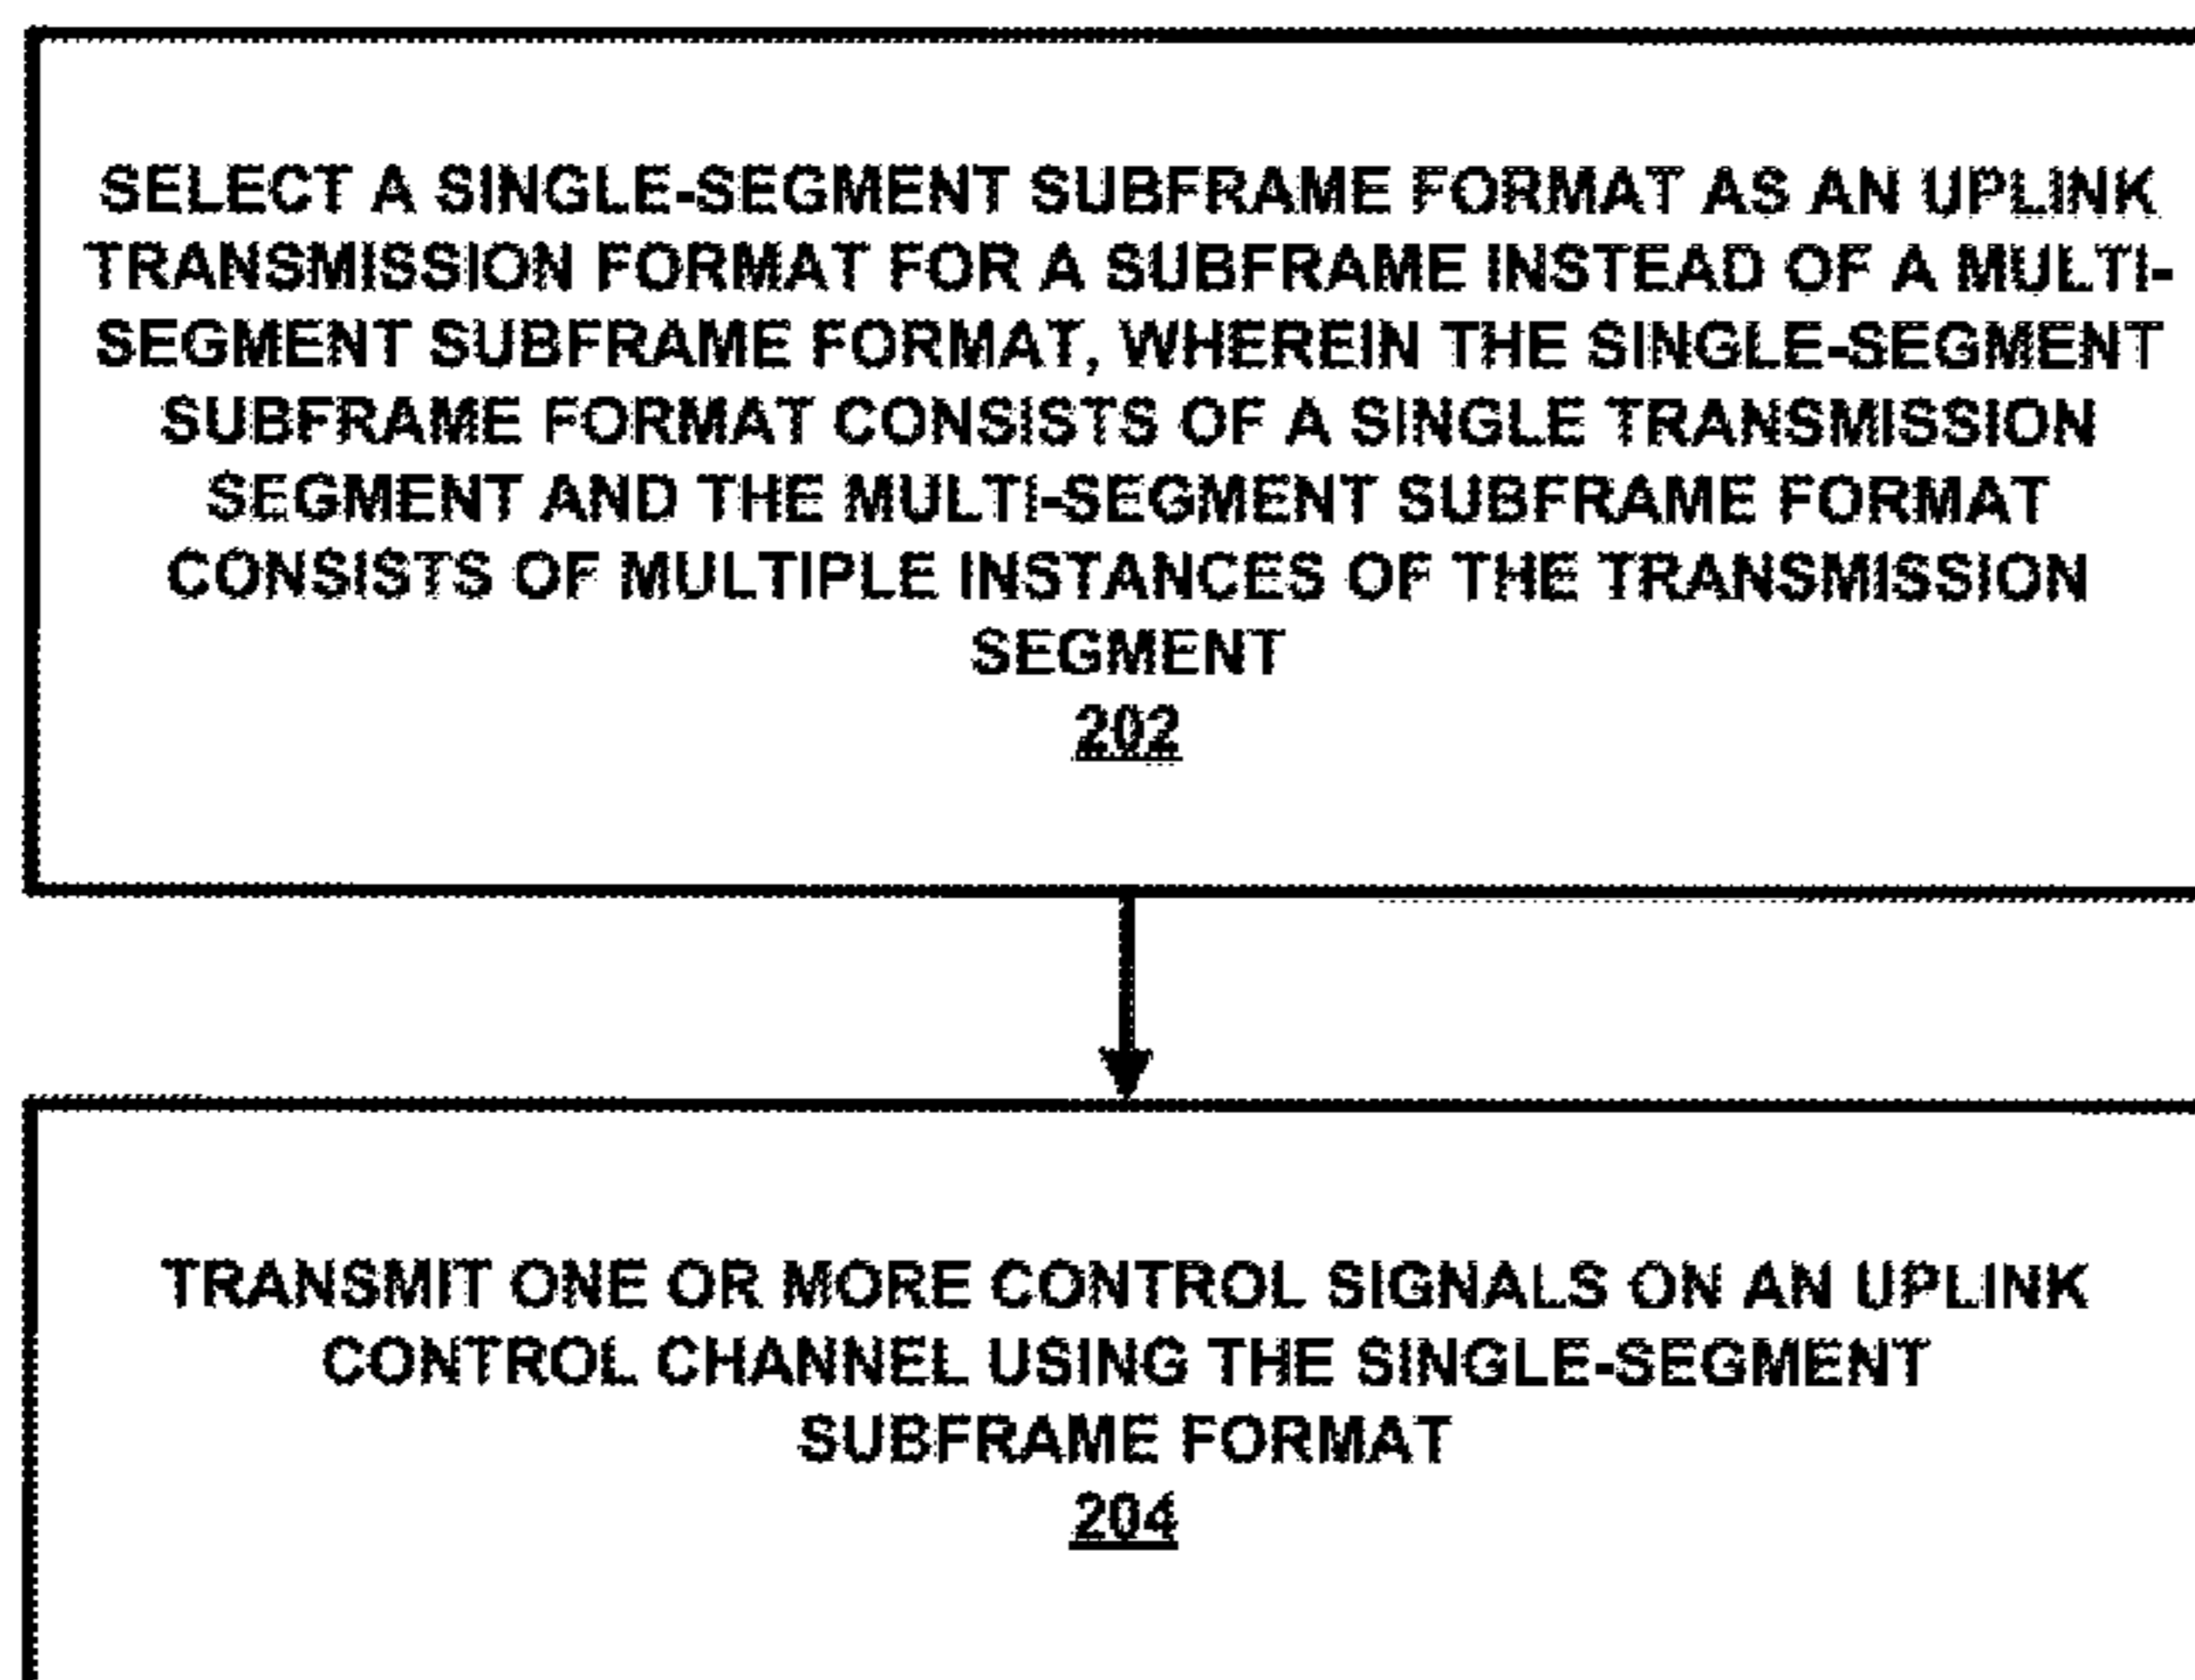 SELECT A SINGLE-SEGMENT SUBFRAME FORMAT AS AN UPLINK
TRANSMISSION FORMAT FOR A SUBFRAME INSTEAD OF A MULTI-
SEGMENT SUBFRAME FORMAT, WHEREIN THE SINGLE-SEGMENT
SUBFRAME FORMAT CONSISTS OF A SINGLE TRANSMISSION
SEGMENT AND THE MULTI-SEGMENT SUBFRAME FORMAT
CONSISTS OF MULTIPLE INSTANCES OF THE TRANSMISSION
SEGMENT
202
TRANSMIT ONE OR MORE CONTROL SIGNALS ON AN UPLINK
CONTROL CHANNEL USING THE SINGLE-SEGMENT
SUBFRAME FORMAT
204